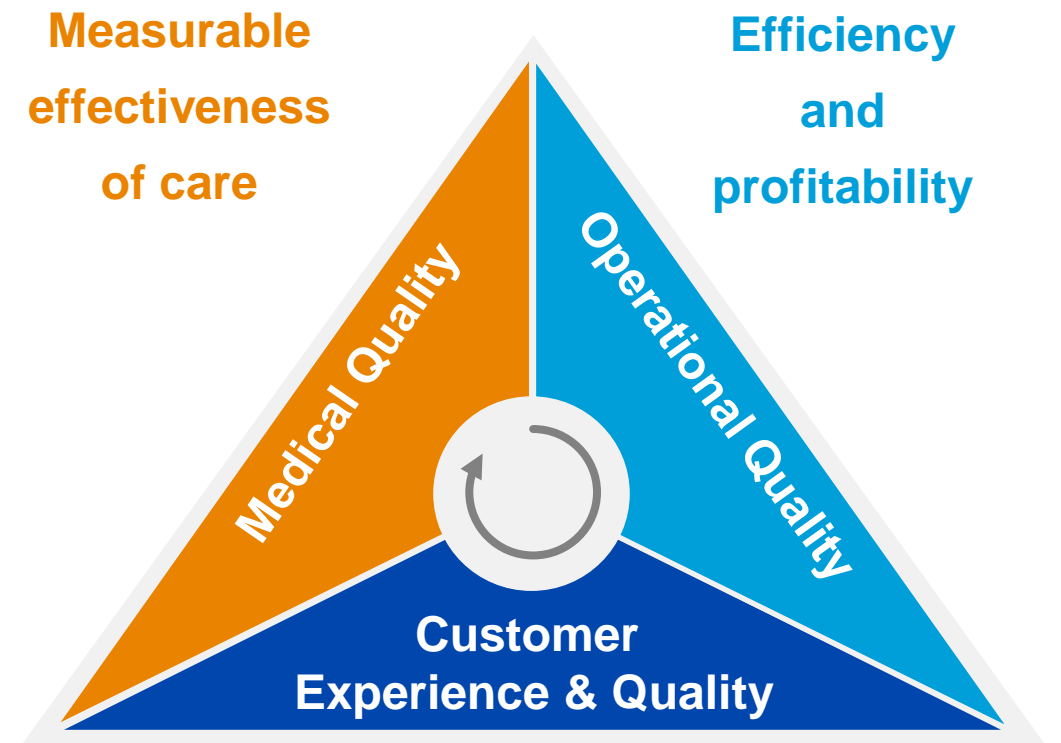 Measurable
effectiveness
of care
Efficiency
and
profitability
Medical Quality
Operational Quality
Customer
Experience & Quality